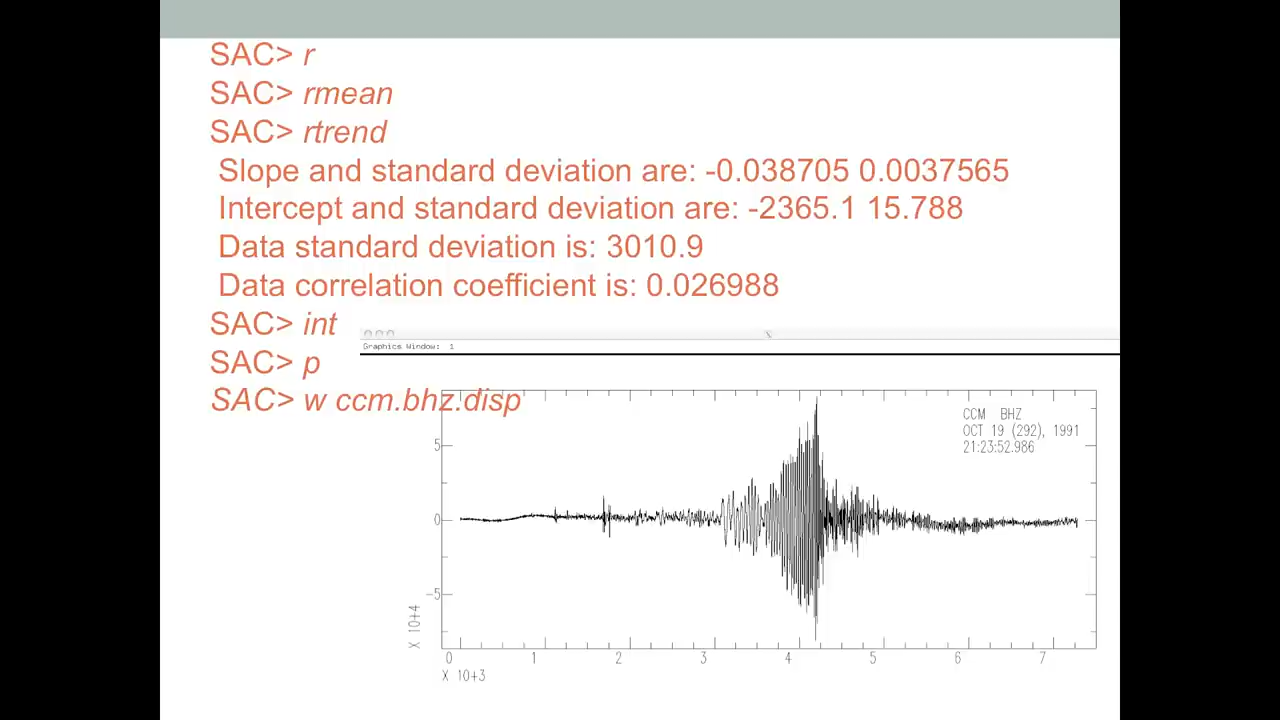 SAC> r
SAC> rmean
SAC> rtrend
Slope and standard deviation are: -0.038705 0.0037565
Intercept and standard deviation are: -2365.1 15.788
Data standard deviation is: 3010.9
Data correlation coefficient is: 0.026988
SAC> int
Graphics Window: 1
SAC> p
SAC> w ccm.bhz.disp
CCM BHZ
OCT 19 (292), 1991
21:23:52.986
5
0
-5
X 10+4
0 1 2 3 4 5 6 7
X 10+3